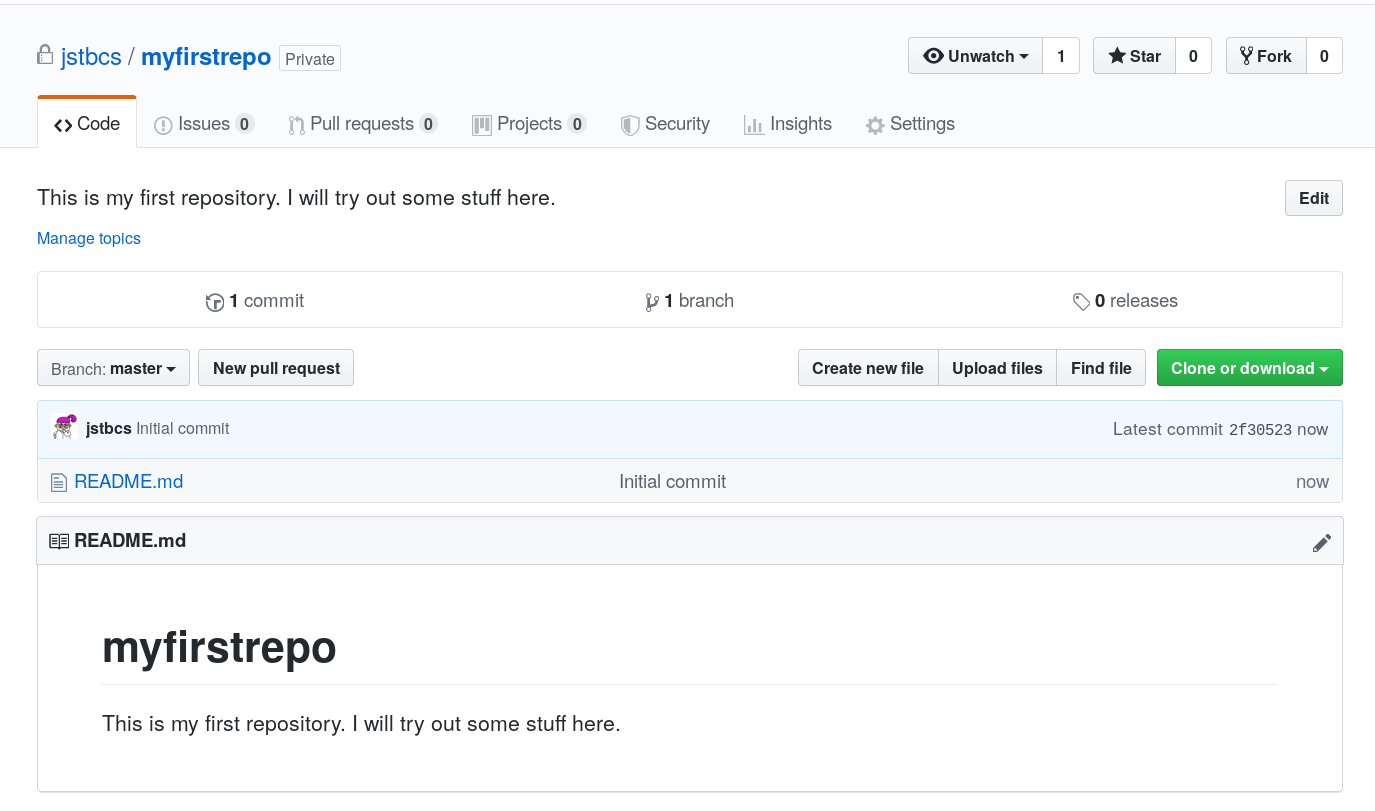 jstbcs / myfirstrepo Private Unwatch 1 Star 0 Fork 0
Code Issues 0 Pull requests 0 Projects 0 Security Insights Settings
This is my first repository. I will try out some stuff here. Edit
Manage topics
1 commit 1 branch 0 releases
Branch: master New pull request Create new file Upload files Find file Clone or download
jstbcs Initial commit Latest commit 2f30523 now
README.md Initial commit now
README.md
myfirstrepo
This is my first repository. I will try out some stuff here.